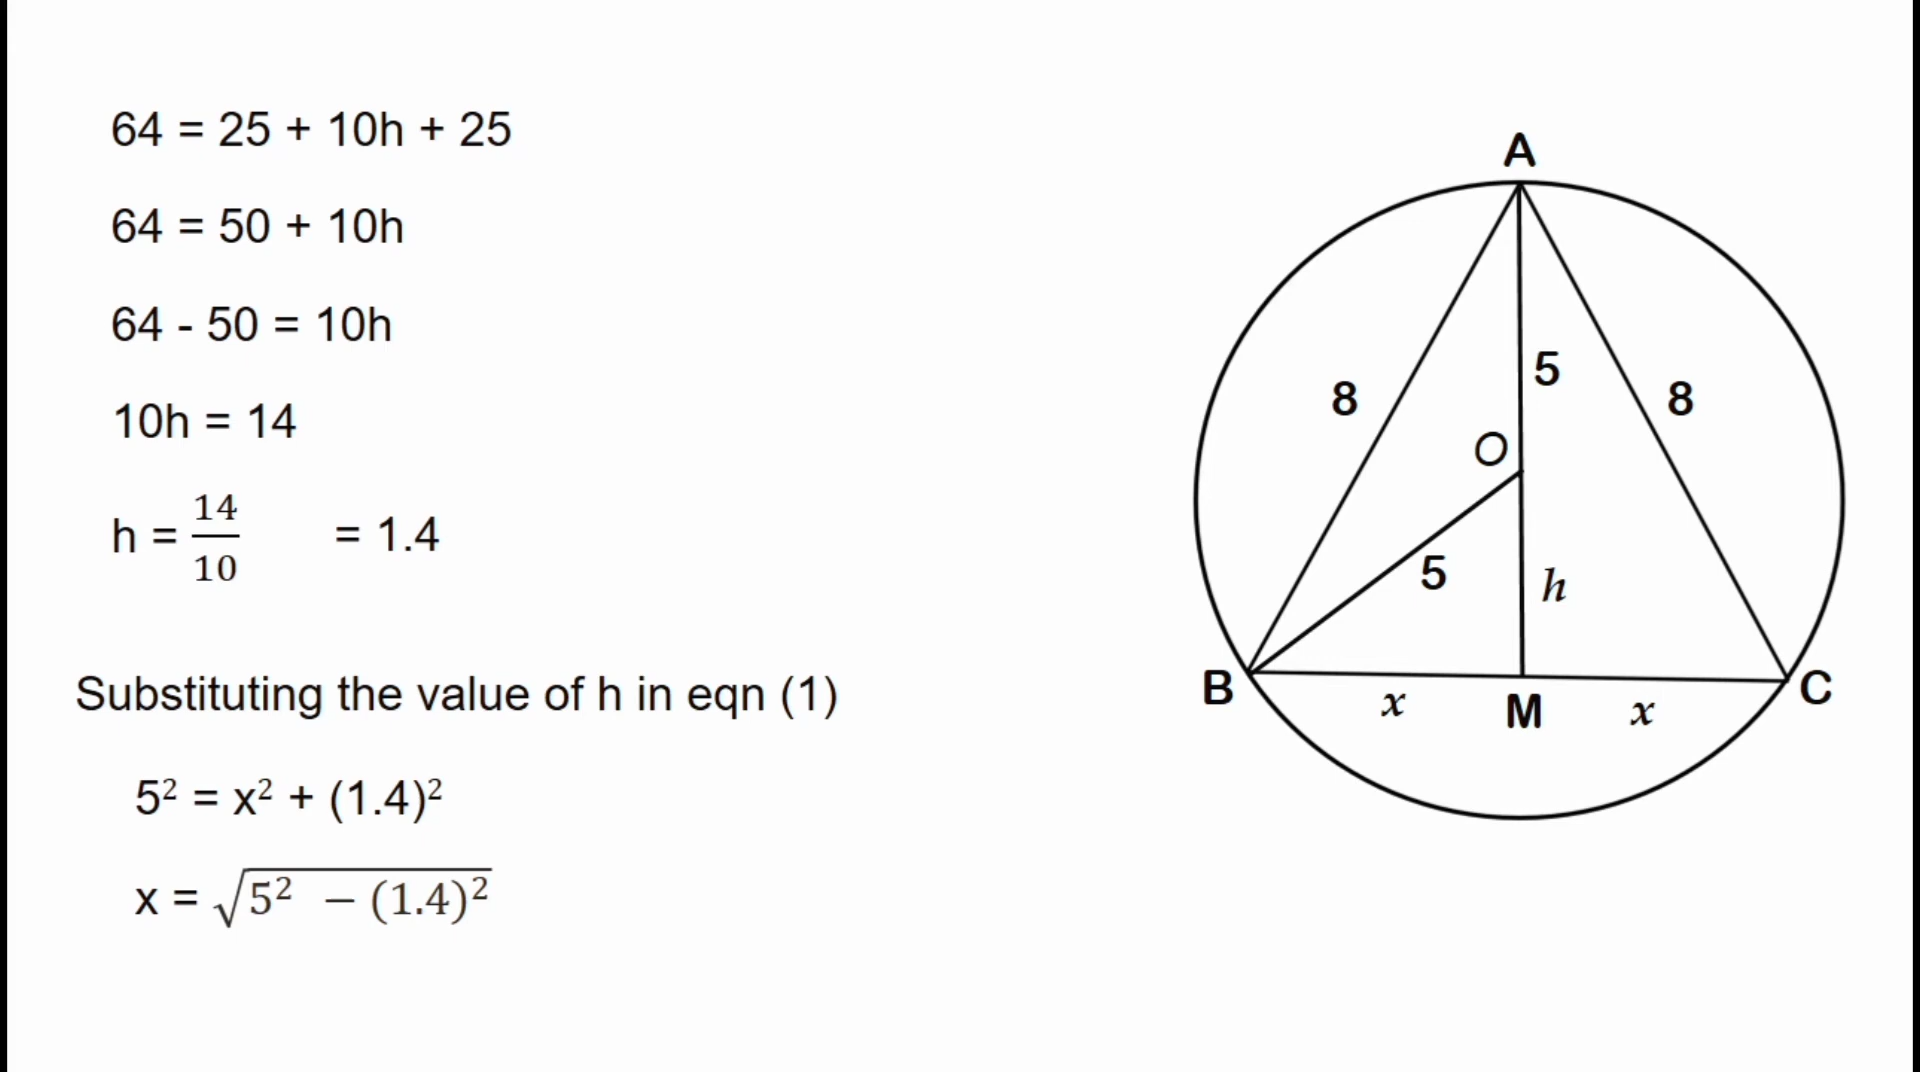 64 = 25 + 10h + 25
64 = 50 + 10h
64 - 50 = 10h
10h = 14
h = 14/10 = 1.4
Substituting the value of h in eqn (1)
5² = x² + (1.4)²
x = √(5² – (1.4)²)
A
8
5
8
O
5
h
B
x
M
x
C